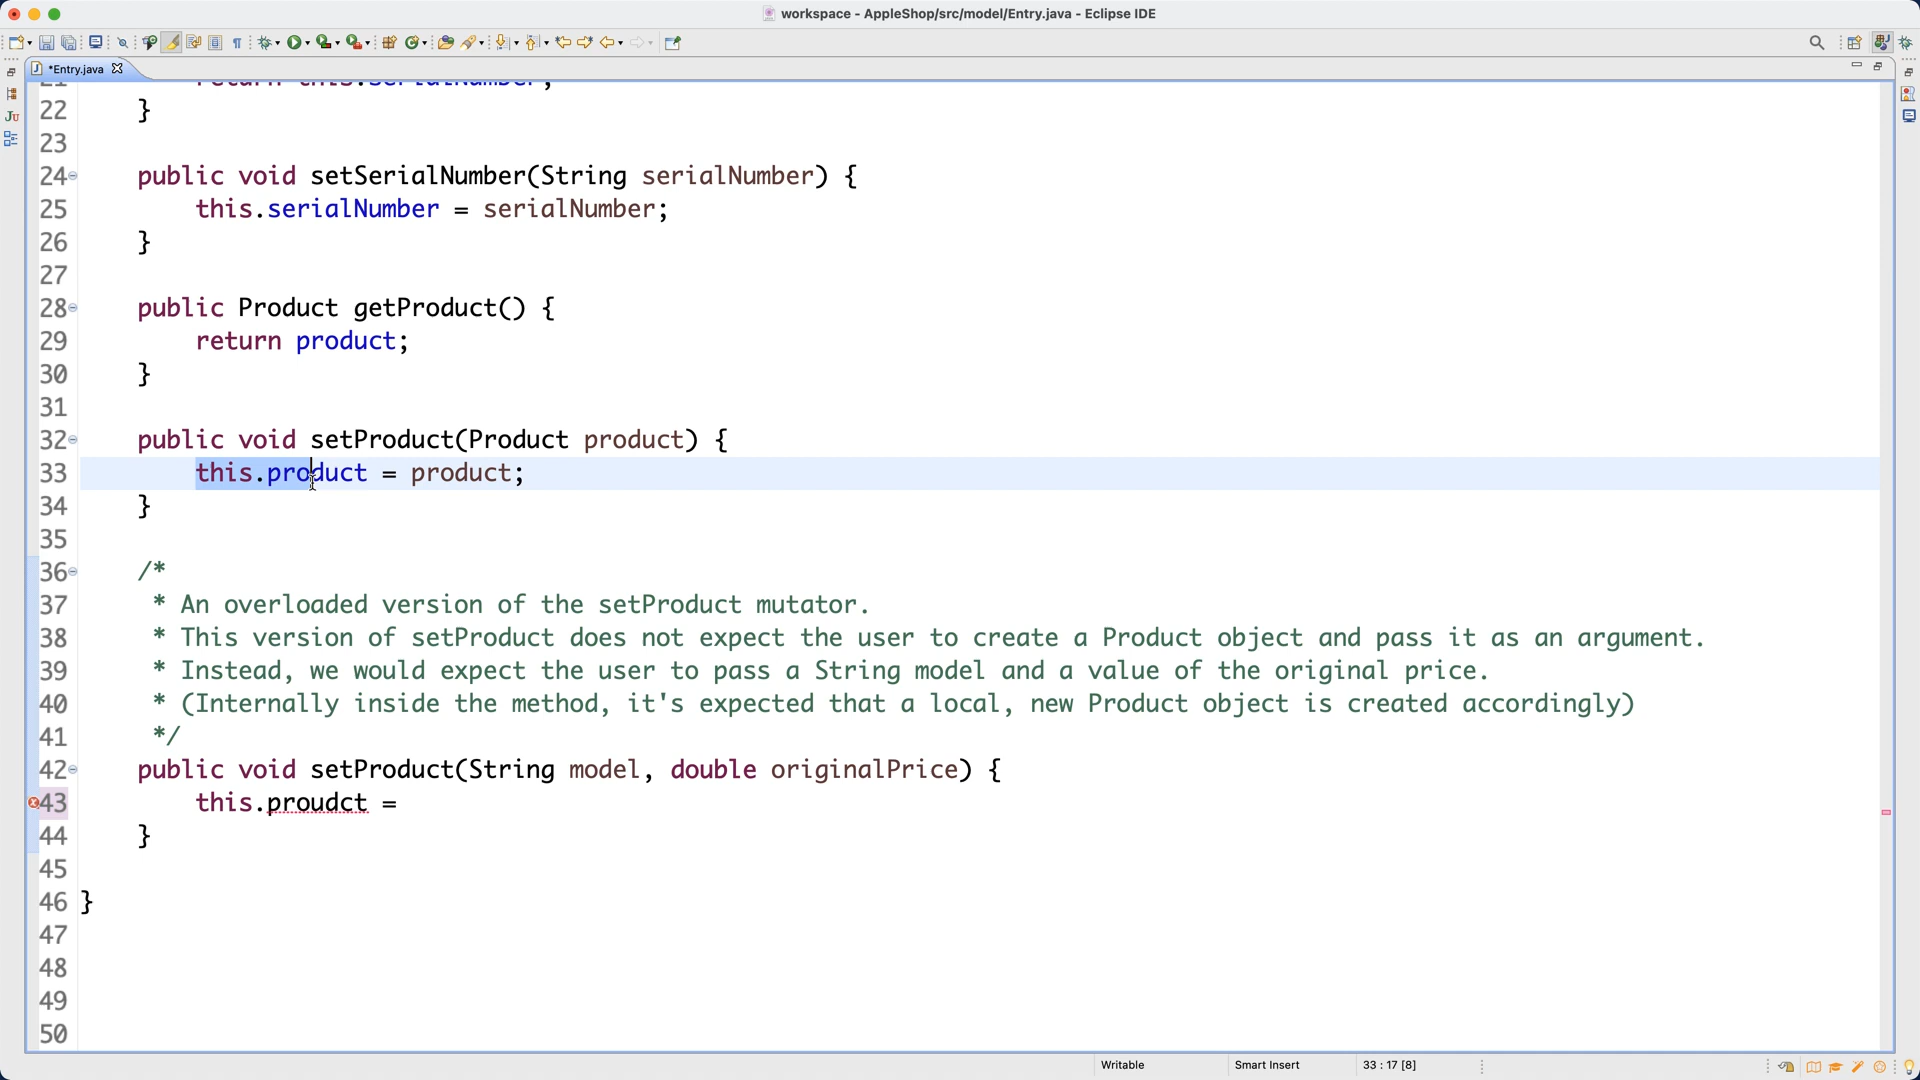 workspace - AppleShop/src/model/Entry.java - Eclipse IDE
*Entry.java
21 return this.serialNumber;
22 }
23
24 public void setSerialNumber(String serialNumber) {
25 this.serialNumber = serialNumber;
26 }
27
28 public Product getProduct() {
29 return product;
30 }
31
32 public void setProduct(Product product) {
33 this.product = product;
34 }
35
36 /*
37 * An overloaded version of the setProduct mutator.
38 * This version of setProduct does not expect the user to create a Product object and pass it as an argument.
39 * Instead, we would expect the user to pass a String model and a value of the original price.
40 * (Internally inside the method, it's expected that a local, new Product object is created accordingly)
41 */
42 public void setProduct(String model, double originalPrice) {
43 this.proudct =
44 }
45
46 }
47
48
49
50
Writable
Smart Insert
33 : 17 [8]